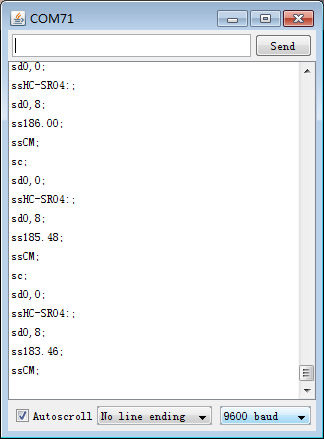 COM71
Send
sd0,0;
ssHC-SR04:;
sd0,8;
ss186.00;
ssCM;
sc;
sd0,0;
ssHC-SR04:;
sd0,8;
ss185.48;
ssCM;
sc;
sd0,0;
ssHC-SR04:;
sd0,8;
ss183.46;
ssCM;
Autoscroll No line ending 9600 baud